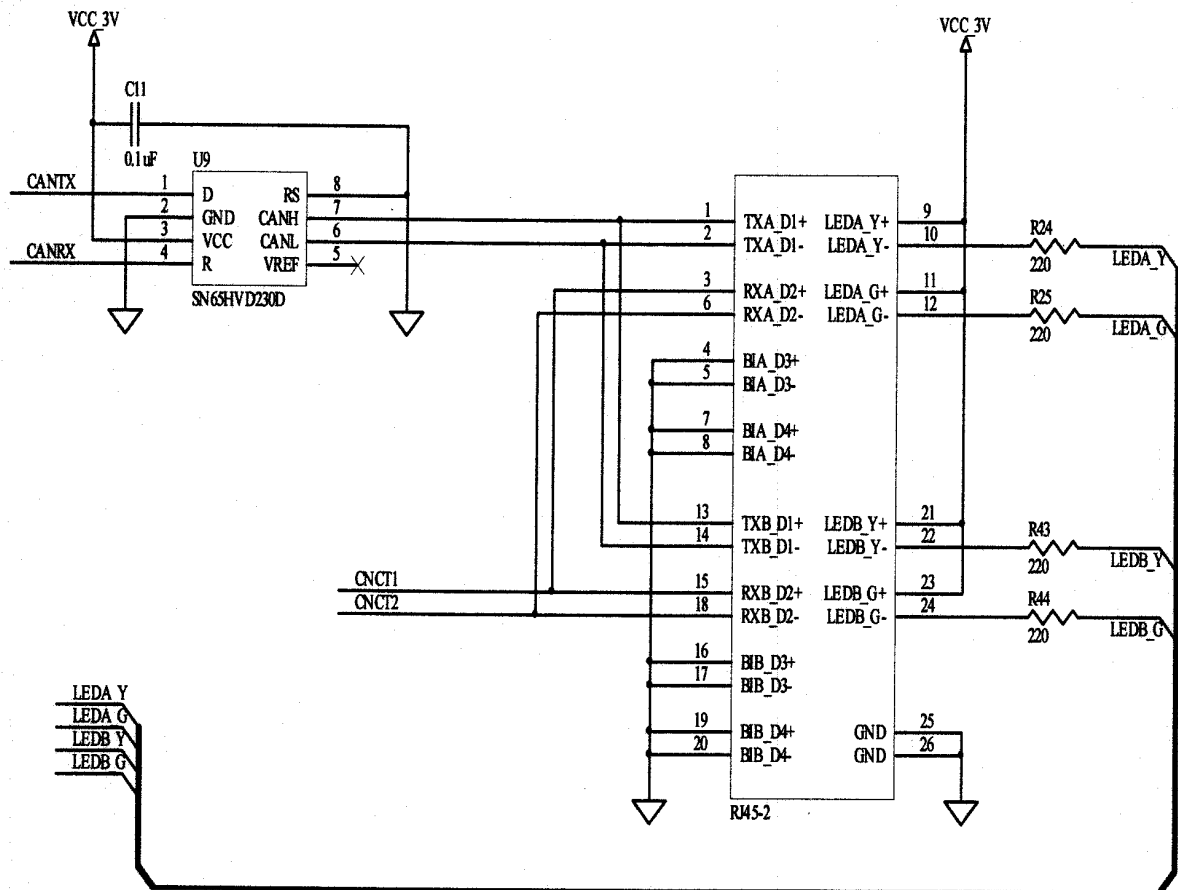 VCC_3V
VCC_3V
C11
0.1uF
U9
CANTX 1 D RS 8
2 GND CANH 7
3 VCC CANL 6
CANRX 4 R VREF 5
SN65HVD230D
1 TXA_D1+ LEDA_Y+ 9
2 TXA_D1- LEDA_Y- 10 R24 220 LEDA_Y
3 RXA_D2+ LEDA_G+ 11
6 RXA_D2- LEDA_G- 12 R25 220 LEDA_G
4 BIA_D3+
5 BIA_D3-
7 BIA_D4+
8 BIA_D4-
13 TXB_D1+ LEDB_Y+ 21
14 TXB_D1- LEDB_Y- 22 R43 220 LEDB_Y
CNCT1 15 RXB_D2+ LEDB_G+ 23
CNCT2 18 RXB_D2- LEDB_G- 24 R44 220 LEDB_G
16 BIB_D3+
17 BIB_D3-
19 BIB_D4+ GND 25
20 BIB_D4- GND 26
RJ45-2
LEDA_Y
LEDA_G
LEDB_Y
LEDB_G